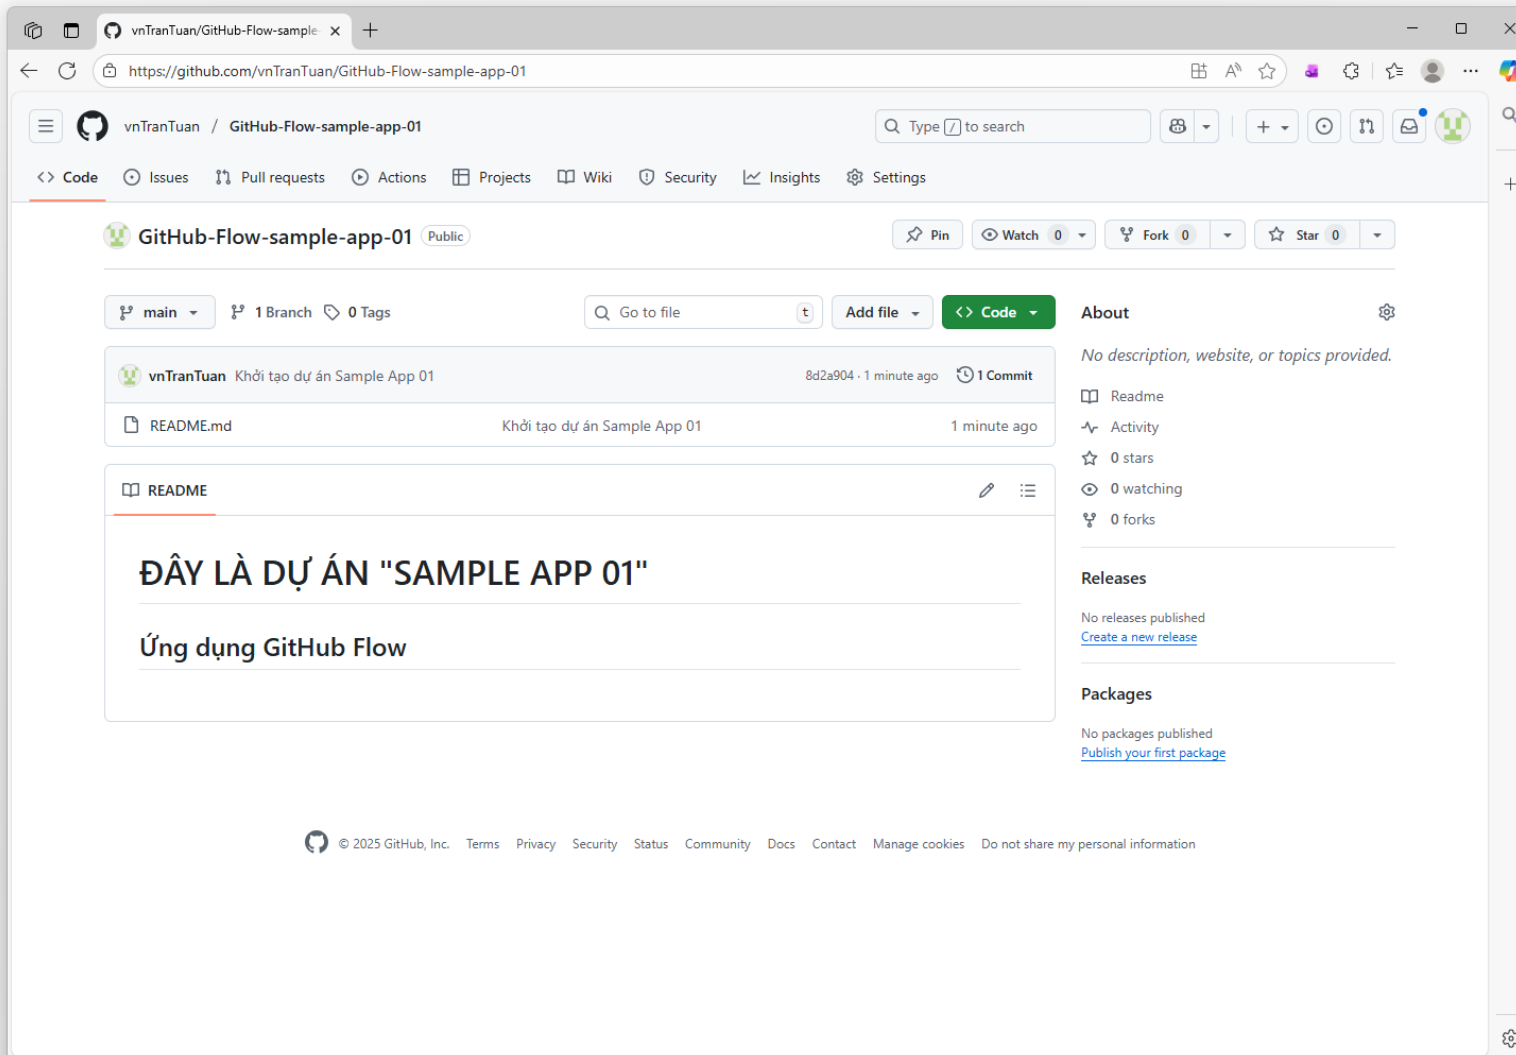 vnTranTuan/GitHub-Flow-sample-
https://github.com/vnTranTuan/GitHub-Flow-sample-app-01
vnTranTuan / GitHub-Flow-sample-app-01
Type / to search
Code Issues Pull requests Actions Projects Wiki Security Insights Settings
GitHub-Flow-sample-app-01 Public
Pin Watch 0 Fork 0 Star 0
main 1 Branch 0 Tags Go to file t Add file Code
vnTranTuan Khởi tạo dự án Sample App 01 8d2a904 · 1 minute ago 1 Commit
README.md Khởi tạo dự án Sample App 01 1 minute ago
README
ĐÂY LÀ DỰ ÁN "SAMPLE APP 01"
Ứng dụng GitHub Flow
About
No description, website, or topics provided.
Readme
Activity
0 stars
0 watching
0 forks
Releases
No releases published
Create a new release
Packages
No packages published
Publish your first package
© 2025 GitHub, Inc. Terms Privacy Security Status Community Docs Contact Manage cookies Do not share my personal information